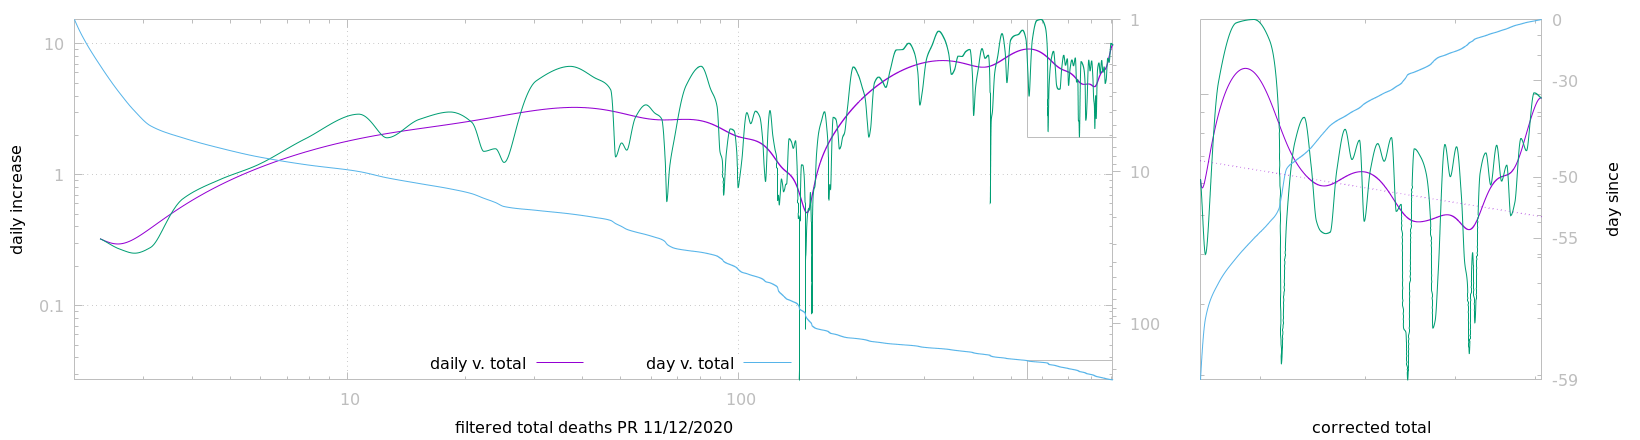 10
1
0.1
daily increase
daily v. total
day v. total
10
100
filtered total deaths PR 11/12/2020
1
10
100
0
-30
-50
-55
-59
day since
corrected total